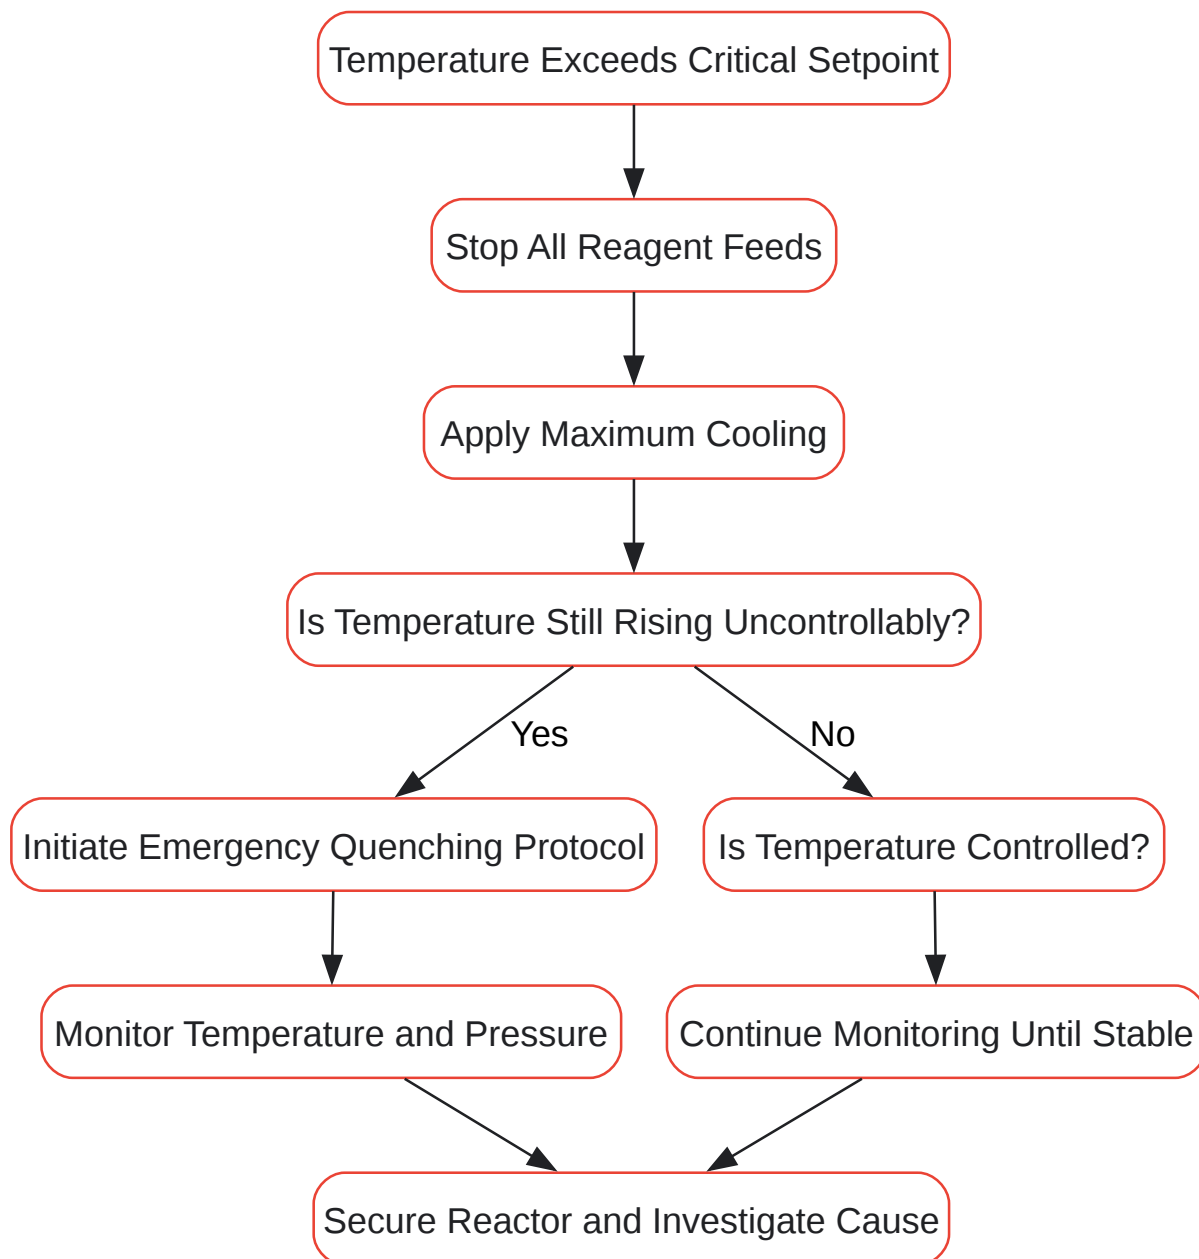 Temperature Exceeds Critical Setpoint
Stop All Reagent Feeds
Apply Maximum Cooling
Is Temperature Still Rising Uncontrollably?
Yes
No
Initiate Emergency Quenching Protocol
Is Temperature Controlled?
Monitor Temperature and Pressure
Continue Monitoring Until Stable
Secure Reactor and Investigate Cause